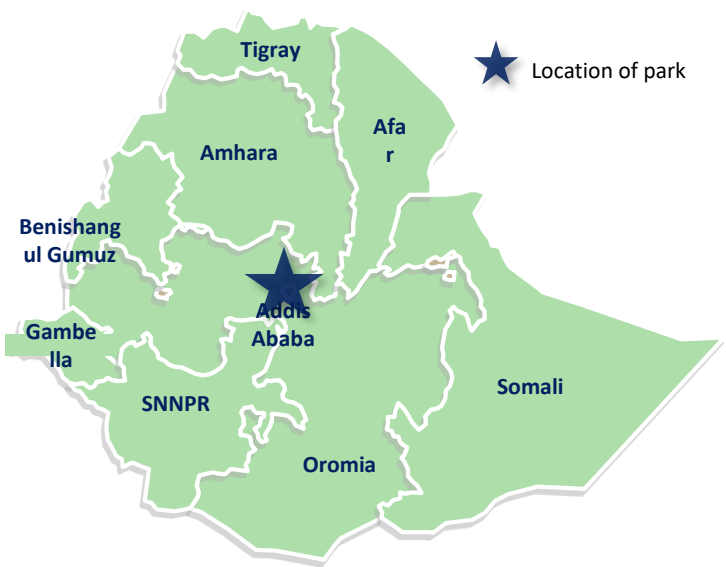 Tigray
Location of park
Afa
r
Amhara
Benishang
ul Gumuz
Addis
Ababa
Gambe
lla
Somali
SNNPR
Oromia